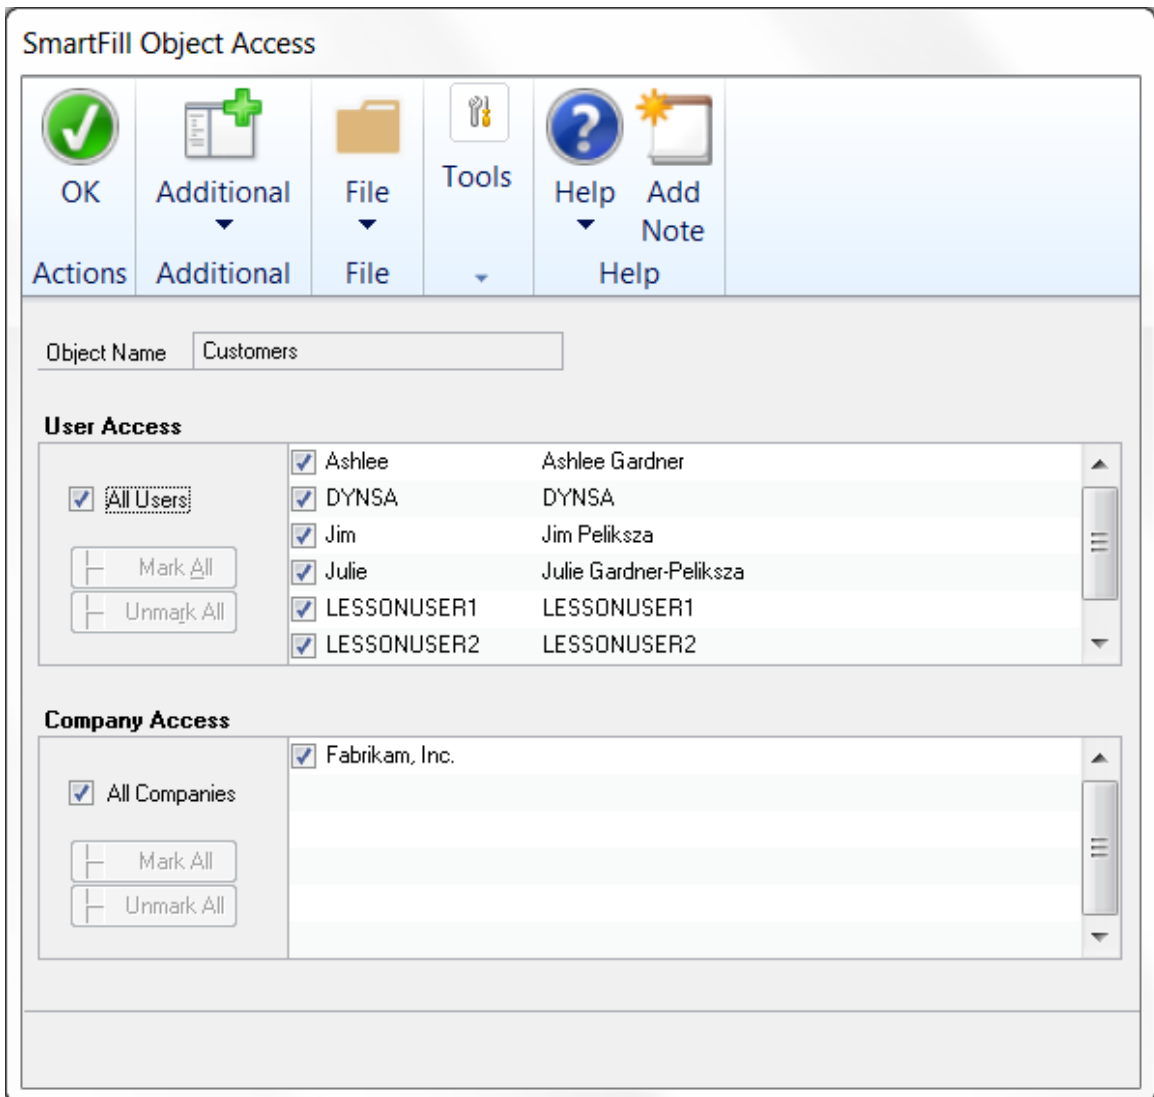 SmartFill Object Access
OK
Additional
File
Tools
Help
Add
Note
Actions
Additional
File
Help
Object Name Customers
User Access
Ashlee Ashlee Gardner
All Users
DYNSA DYNSA
Jim Jim Peliksza
Mark All
Julie Julie Gardner-Peliksza
Unmark All
LESSONUSER1 LESSONUSER1
LESSONUSER2 LESSONUSER2
Company Access
Fabrikam, Inc.
All Companies
Mark All
Unmark All